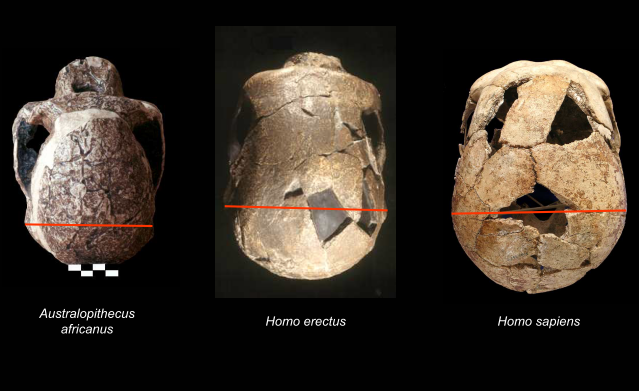 Australopithecus
africanus
Homo erectus
Homo sapiens